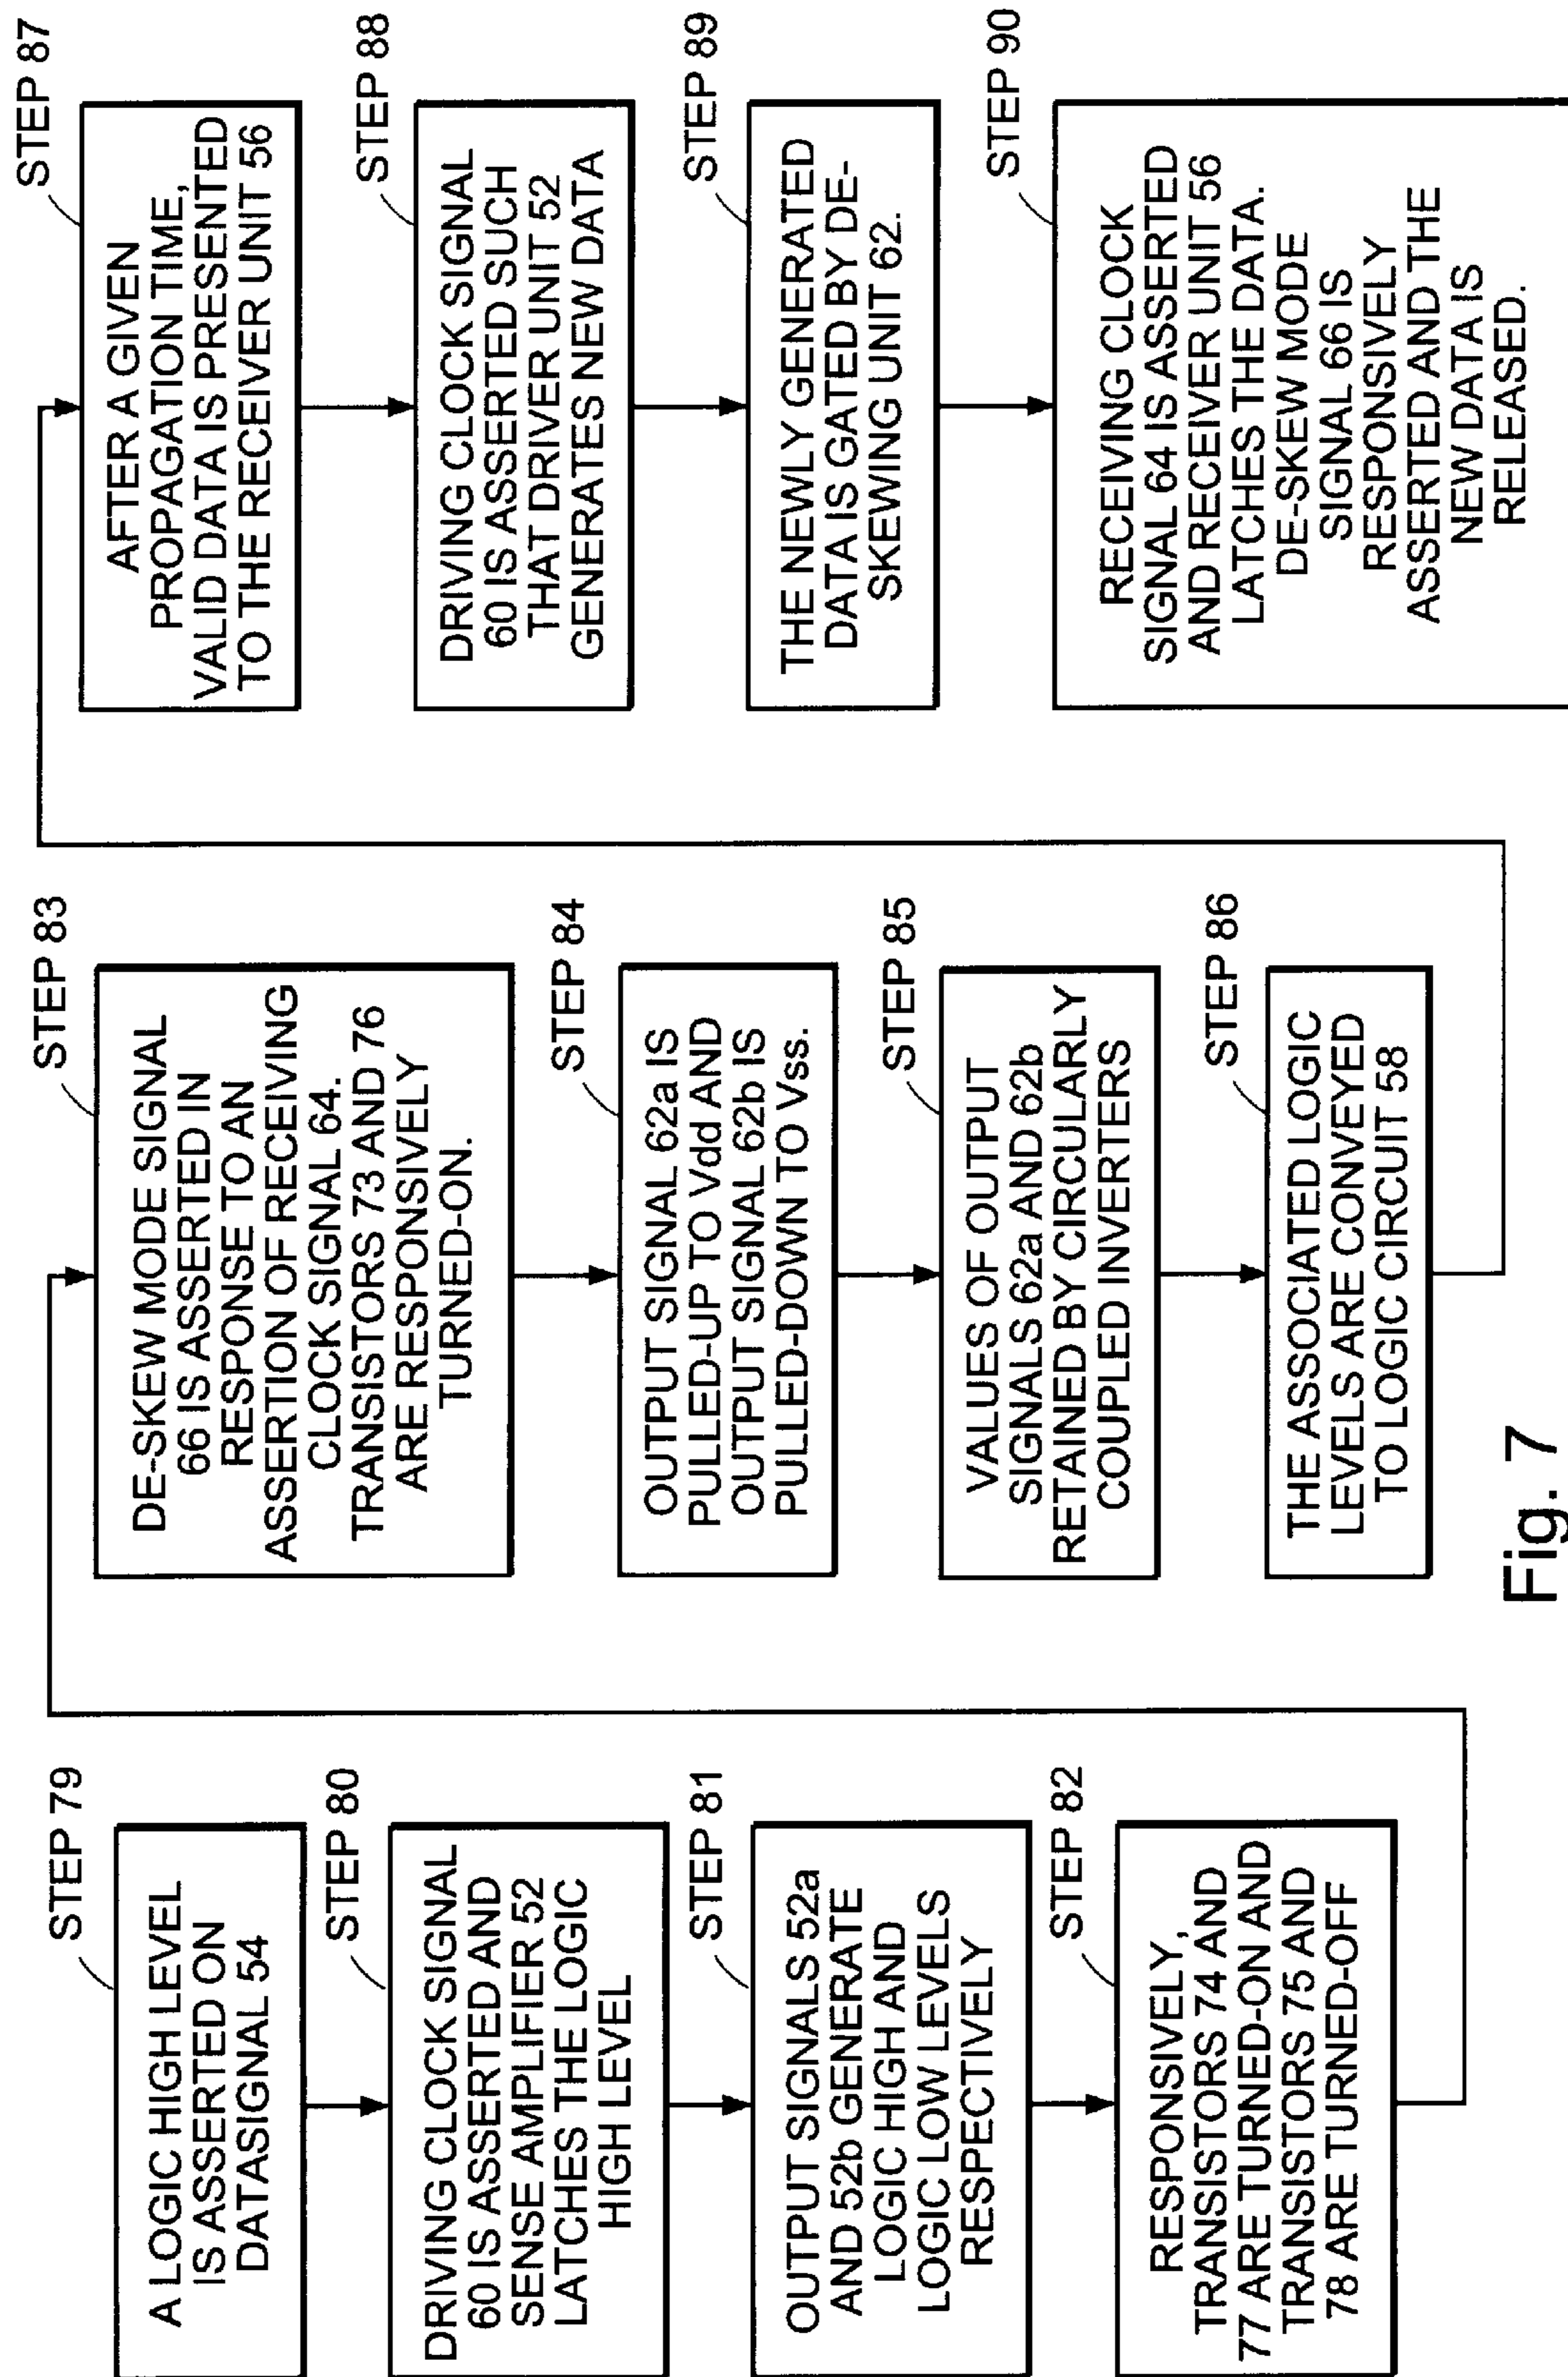 STEP 79
A LOGIC HIGH LEVEL
IS ASSERTED ON
DATASIGNAL 54
STEP 80
DRIVING CLOCK SIGNAL
60 IS ASSERTED AND
SENSE AMPLIFIER 52
LATCHES THE LOGIC
HIGH LEVEL
STEP 81
OUTPUT SIGNALS 52a
AND 52b GENERATE
LOGIC HIGH AND
LOGIC LOW LEVELS
RESPECTIVELY
STEP 82
RESPONSIVELY,
TRANSISTORS 74 AND
77 ARE TURNED-ON AND
TRANSISTORS 75 AND
78 ARE TURNED-OFF
STEP 83
DE-SKEW MODE SIGNAL
66 IS ASSERTED IN
RESPONSE TO AN
ASSERTION OF RECEIVING
CLOCK SIGNAL 64.
TRANSISTORS 73 AND 76
ARE RESPONSIVELY
TURNED-ON.
STEP 84
OUTPUT SIGNAL 62a IS
PULLED-UP TO Vdd AND
OUTPUT SIGNAL 62b IS
PULLED-DOWN TO Vss.
STEP 85
VALUES OF OUTPUT
SIGNALS 62a AND 62b
RETAINED BY CIRCULARLY
COUPLED INVERTERS
STEP 86
THE ASSOCIATED LOGIC
LEVELS ARE CONVEYED
TO LOGIC CIRCUIT 58
STEP 87
AFTER A GIVEN
PROPAGATION TIME,
VALID DATA IS PRESENTED
TO THE RECEIVER UNIT 56
STEP 88
DRIVING CLOCK SIGNAL
60 IS ASSERTED SUCH
THAT DRIVER UNIT 52
GENERATES NEW DATA
STEP 89
THE NEWLY GENERATED
DATA IS GATED BY DE-
SKEWING UNIT 62.
STEP 90
RECEIVING CLOCK
SIGNAL 64 IS ASSERTED
AND RECEIVER UNIT 56
LATCHES THE DATA.
DE-SKEW MODE
SIGNAL 66 IS
RESPONSIVELY
ASSERTED AND THE
NEW DATA IS
RELEASED.
Fig. 7